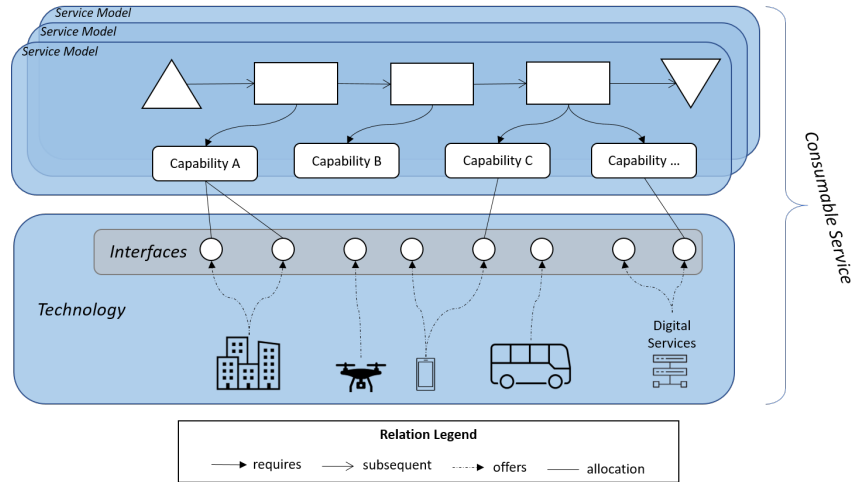 Service Model
Service Model
Service Model
Capability A
Capability B
Capability C
Capability ...
Consumable Service
Interfaces
Technology
Digital
Services
Relation Legend
requires
subsequent
offers
allocation